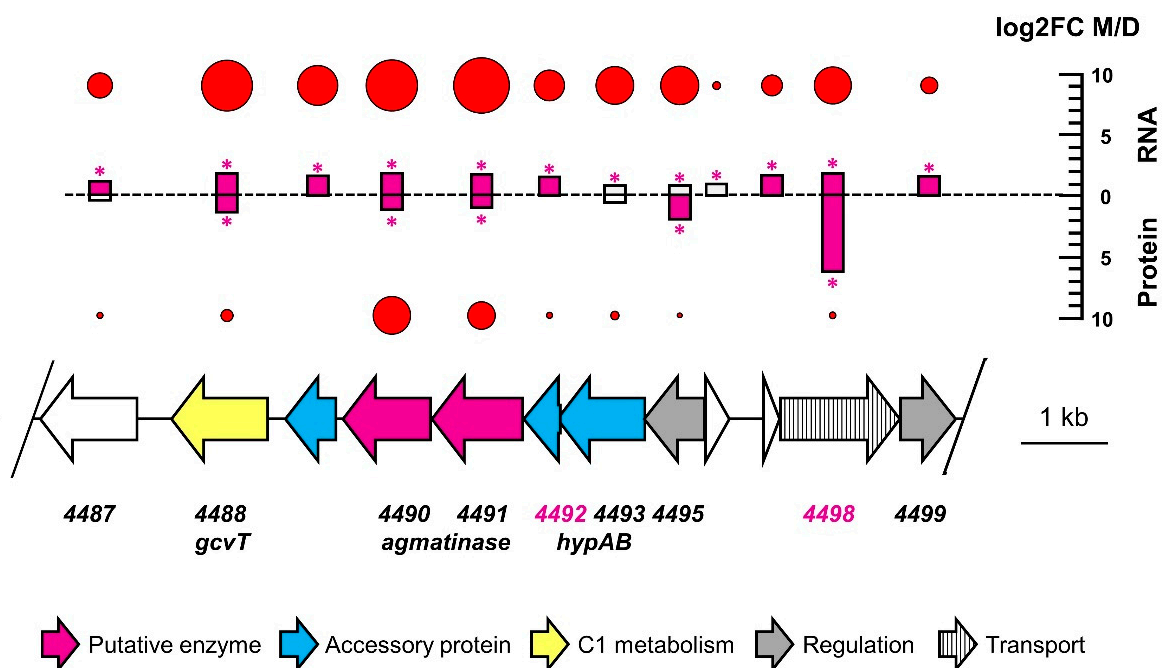 log2FC M/D
10
5
0
5
10
RNA
Protein
* * * * * * * * * * * *
* * * * *
1 kb
4487 4488 4490 4491 4492 4493 4495 4498 4499
gcvT agmatinase hypAB
Putative enzyme Accessory protein C1 metabolism Regulation Transport